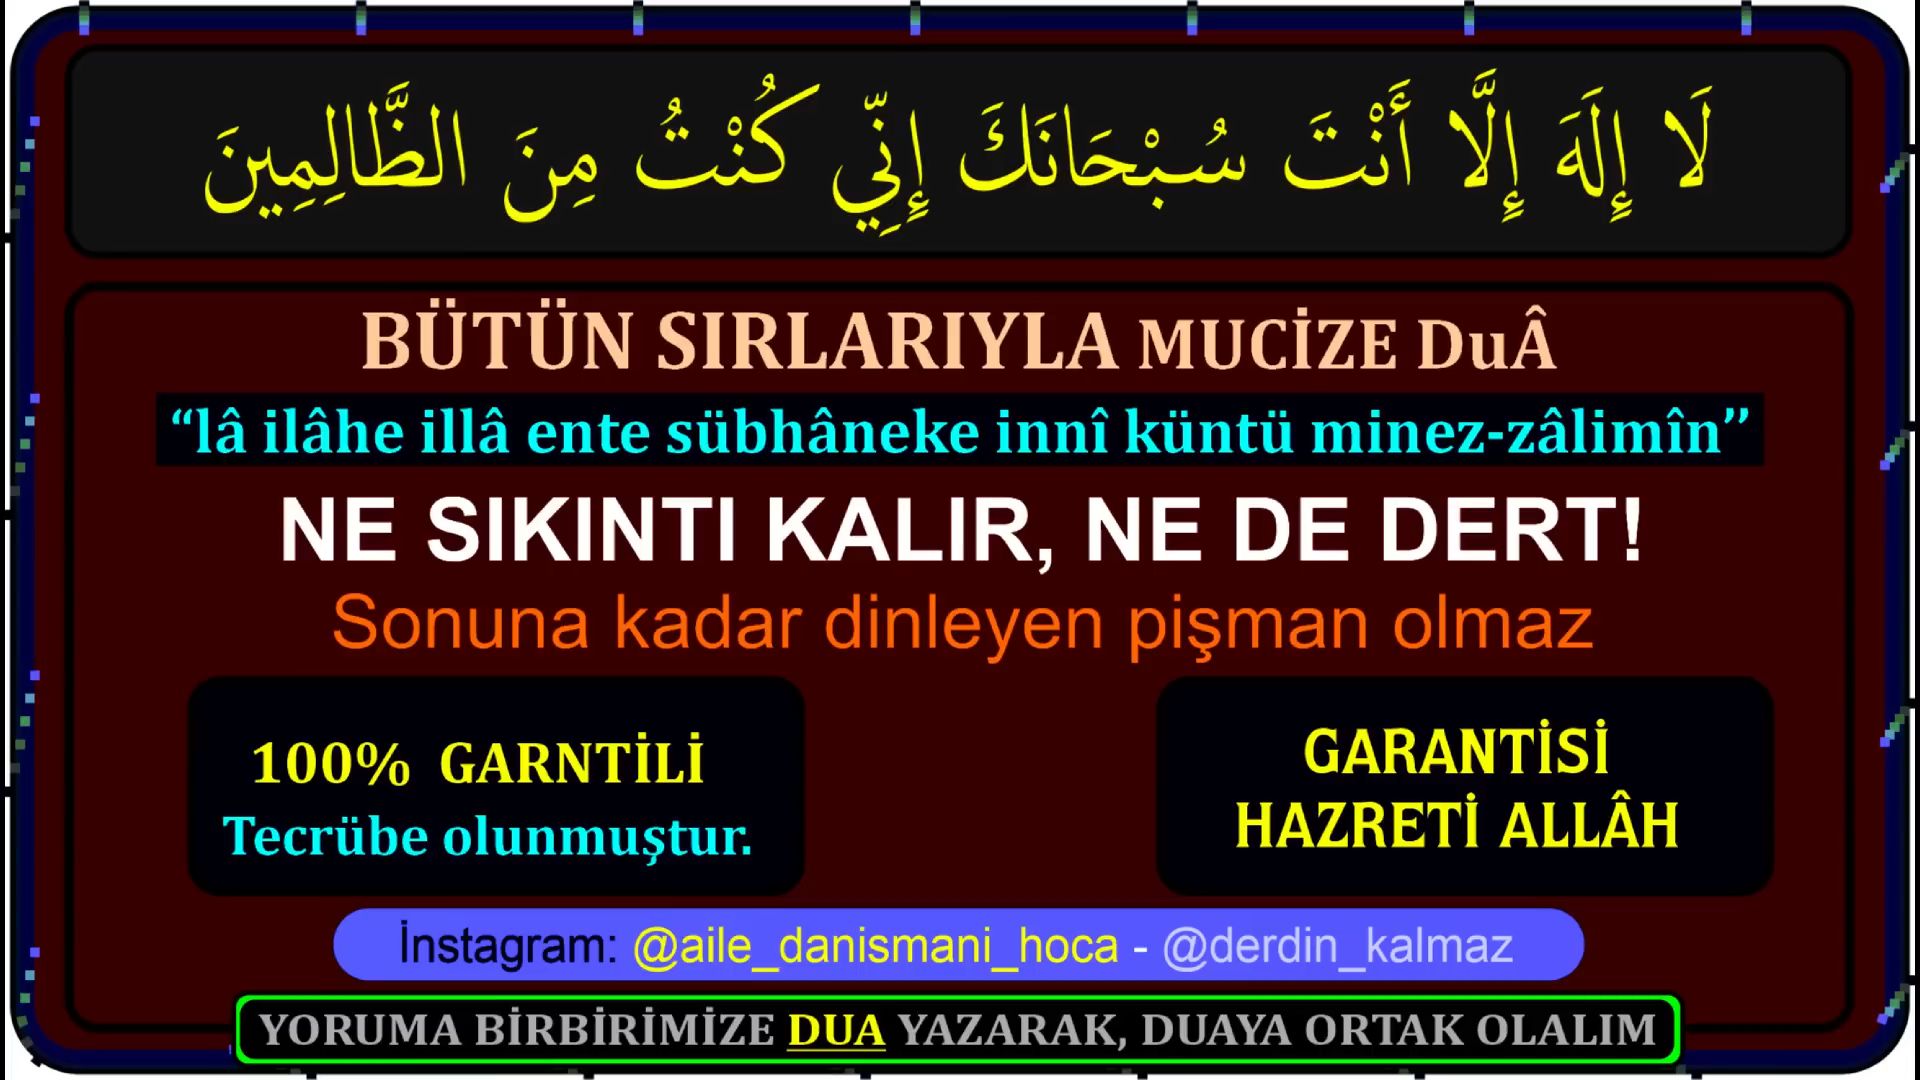 لَا إِلَهَ إِلَّا أَنْتَ سُبْحَانَكَ إِنِّي كُنْتُ مِنَ الظَّالِمِينَ
BÜTÜN SIRLARIYLA MUCİZE DuÂ
“lâ ilâhe illâ ente sübhâneke innî küntü minez-zâlimîn’’
NE SIKINTI KALIR, NE DE DERT!
Sonuna kadar dinleyen pişman olmaz
100% GARNTİLİ
Tecrübe olunmuştur.
GARANTİSİ
HAZRETİ ALLÂH
İnstagram: @aile_danismani_hoca - @derdin_kalmaz
YORUMA BİRBİRİMİZE DUA YAZARAK, DUAYA ORTAK OLALIM